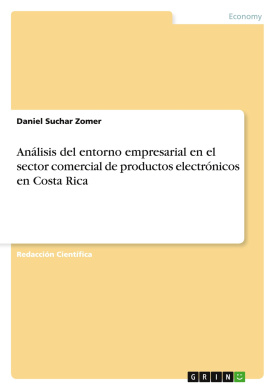 Economy
Daniel Suchar Zomer
Análisis del entorno empresarial en el
sector comercial de productos electrónicos
en Costa Rica
Redacción Científica
GRIN